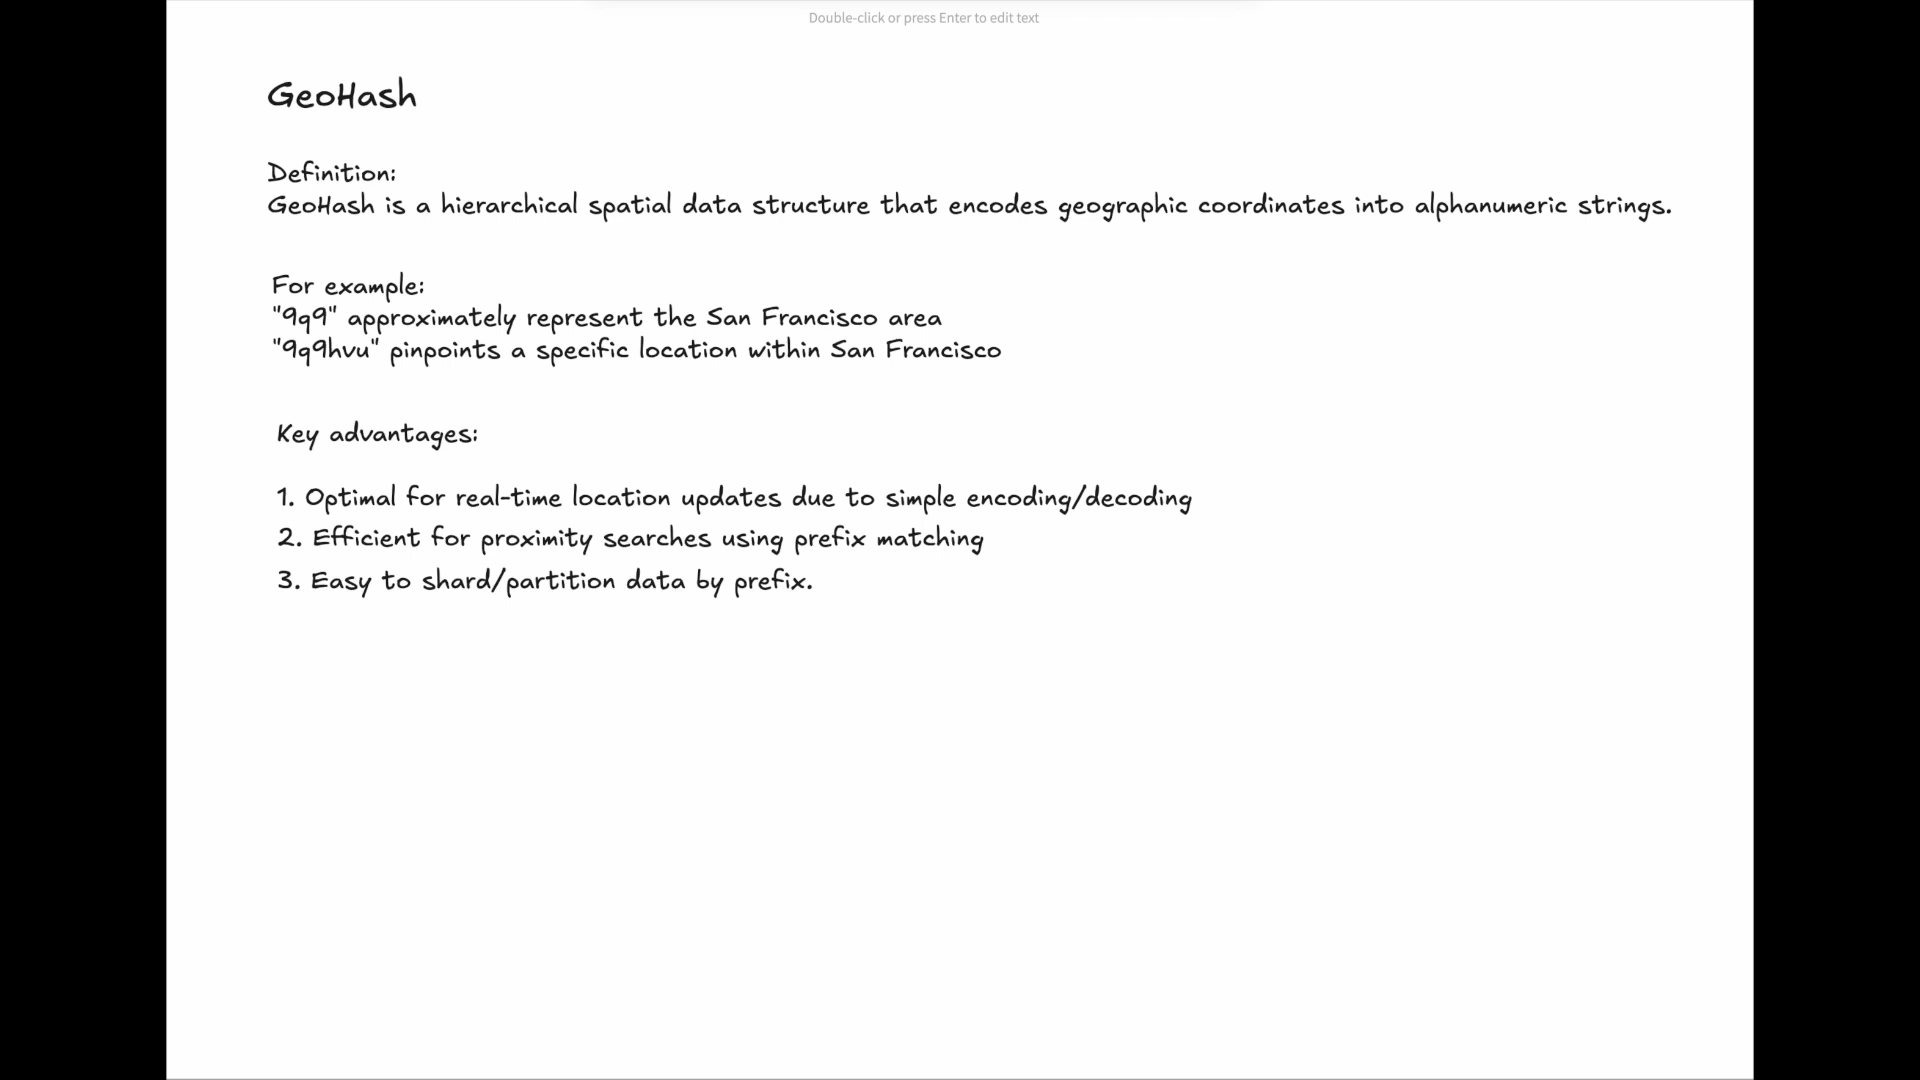 Double-click or press Enter to edit text
GeoHash
Definition:
GeoHash is a hierarchical spatial data structure that encodes geographic coordinates into alphanumeric strings.
For example:
"9q9" approximately represent the San Francisco area
"9q9hvu" pinpoints a specific location within San Francisco
Key advantages:
1. Optimal for real-time location updates due to simple encoding/decoding
2. Efficient for proximity searches using prefix matching
3. Easy to shard/partition data by prefix.